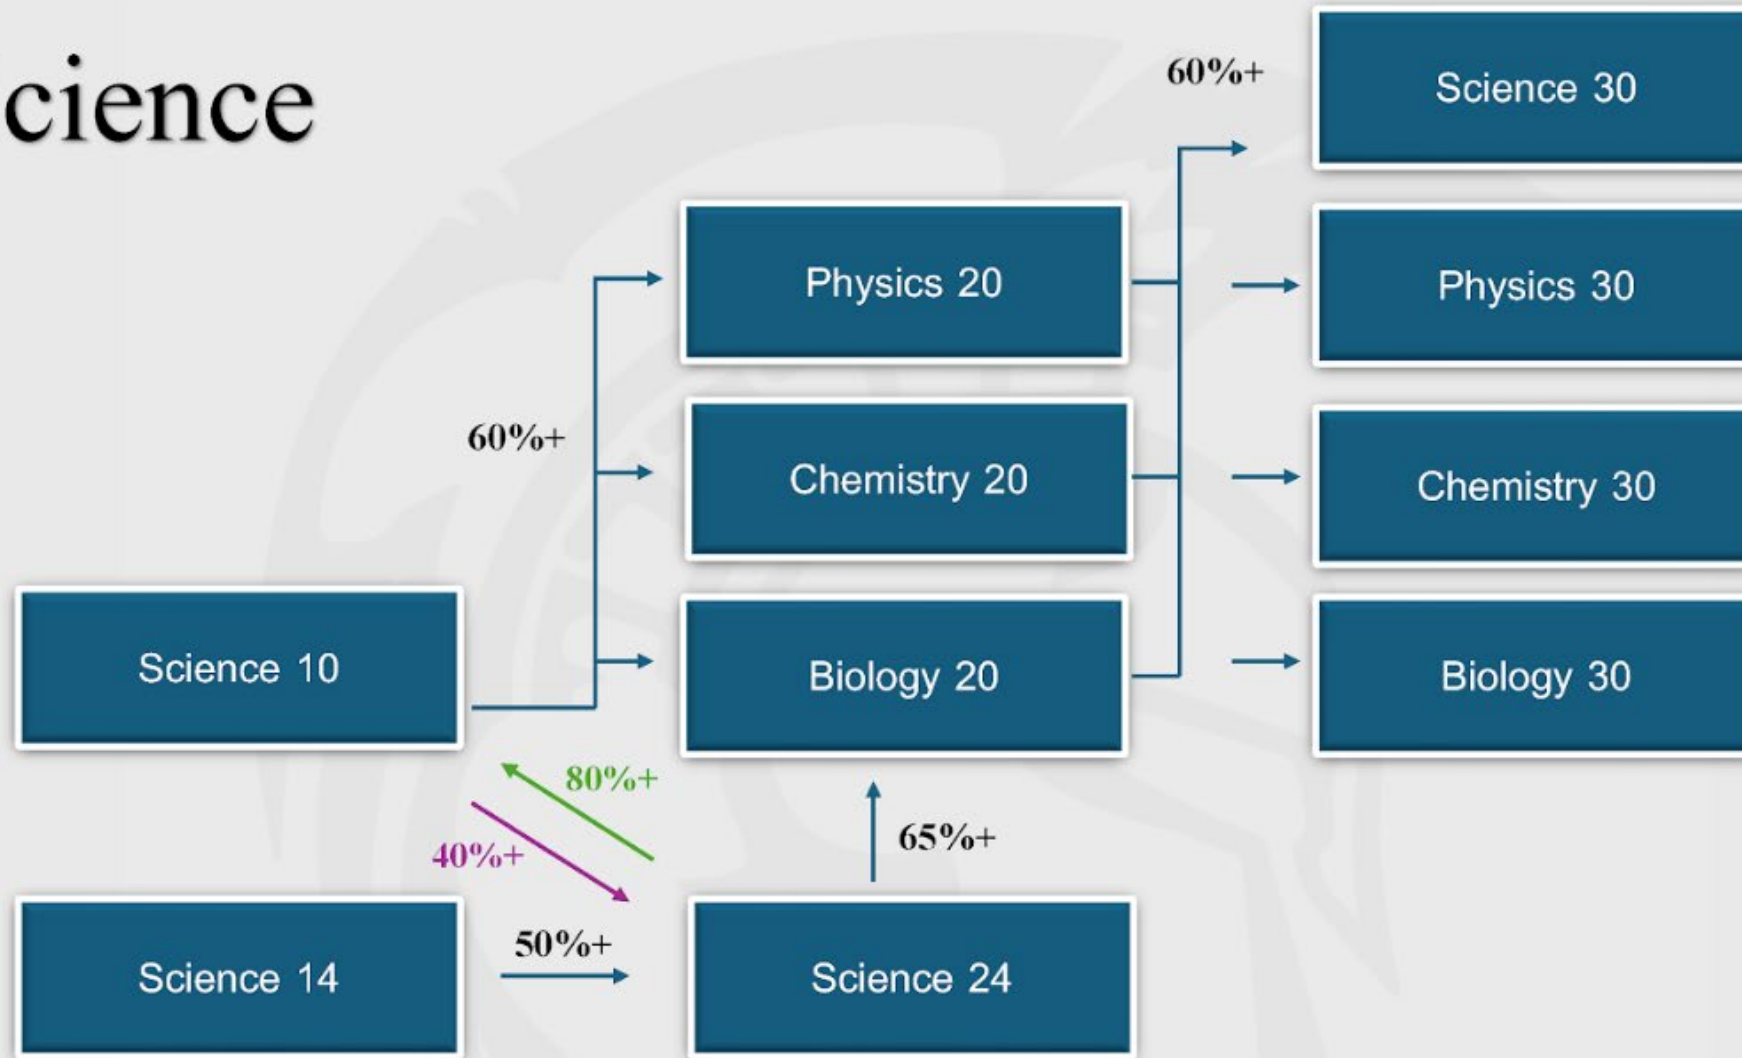 cience
60%+
Science 30
Physics 20
Physics 30
60%+
Chemistry 20
Chemistry 30
Science 10
Biology 20
Biology 30
80%+
40%+
65%+
50%+
Science 14
Science 24